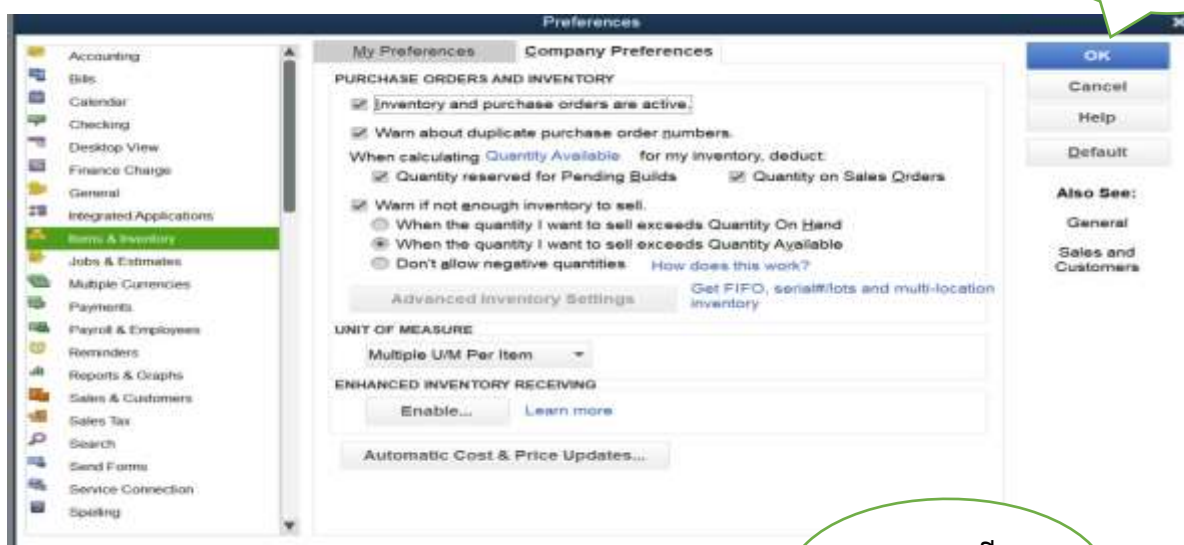 Preferences
Accounting
Bills
Calendar
Checking
Desktop View
Finance Charge
General
Integrated Applications
Items & Inventory
Jobs & Estimates
Multiple Currencies
Payments
Payroll & Employees
Reminders
Reports & Graphs
Sales & Customers
Sales Tax
Search
Send Forms
Service Connection
Spelling
My Preferences Company Preferences
PURCHASE ORDERS AND INVENTORY
Inventory and purchase orders are active.
Warn about duplicate purchase order numbers.
When calculating Quantity Available for my inventory, deduct:
Quantity reserved for Pending Builds Quantity on Sales Orders
Warn if not enough inventory to sell.
When the quantity I want to sell exceeds Quantity On Hand
When the quantity I want to sell exceeds Quantity Available
Don't allow negative quantities How does this work?
Advanced Inventory Settings Get FIFO, serial#/lots and multi-location
inventory
UNIT OF MEASURE
Multiple U/M Per Item
ENHANCED INVENTORY RECEIVING
Enable... Learn more
Automatic Cost & Price Updates...
OK
Cancel
Help
Default
Also See:
General
Sales and
Customers